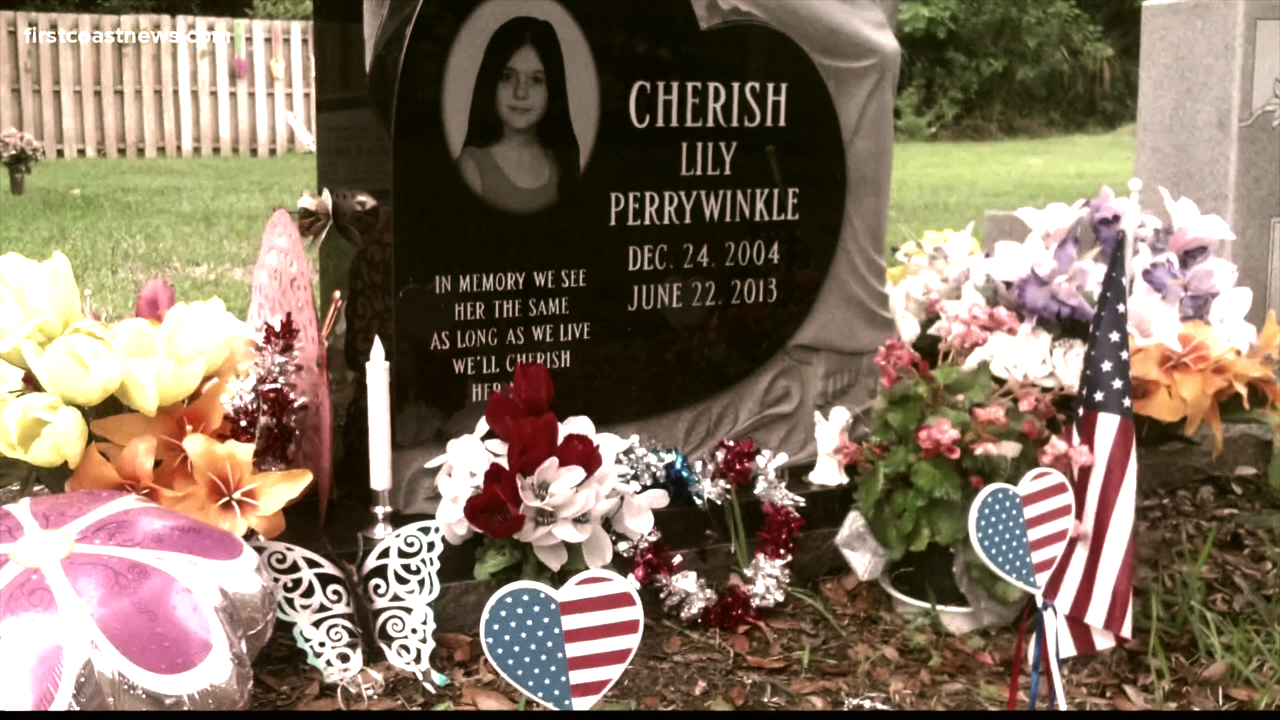 firstcoastnews.com
CHERISH
LILY
PERRYWINKLE
DEC. 24. 2004
JUNE 22. 2013
IN MEMORY WE SEE
HER THE SAME
AS LONG AS WE LIVE
WE'LL CHERISH
HER